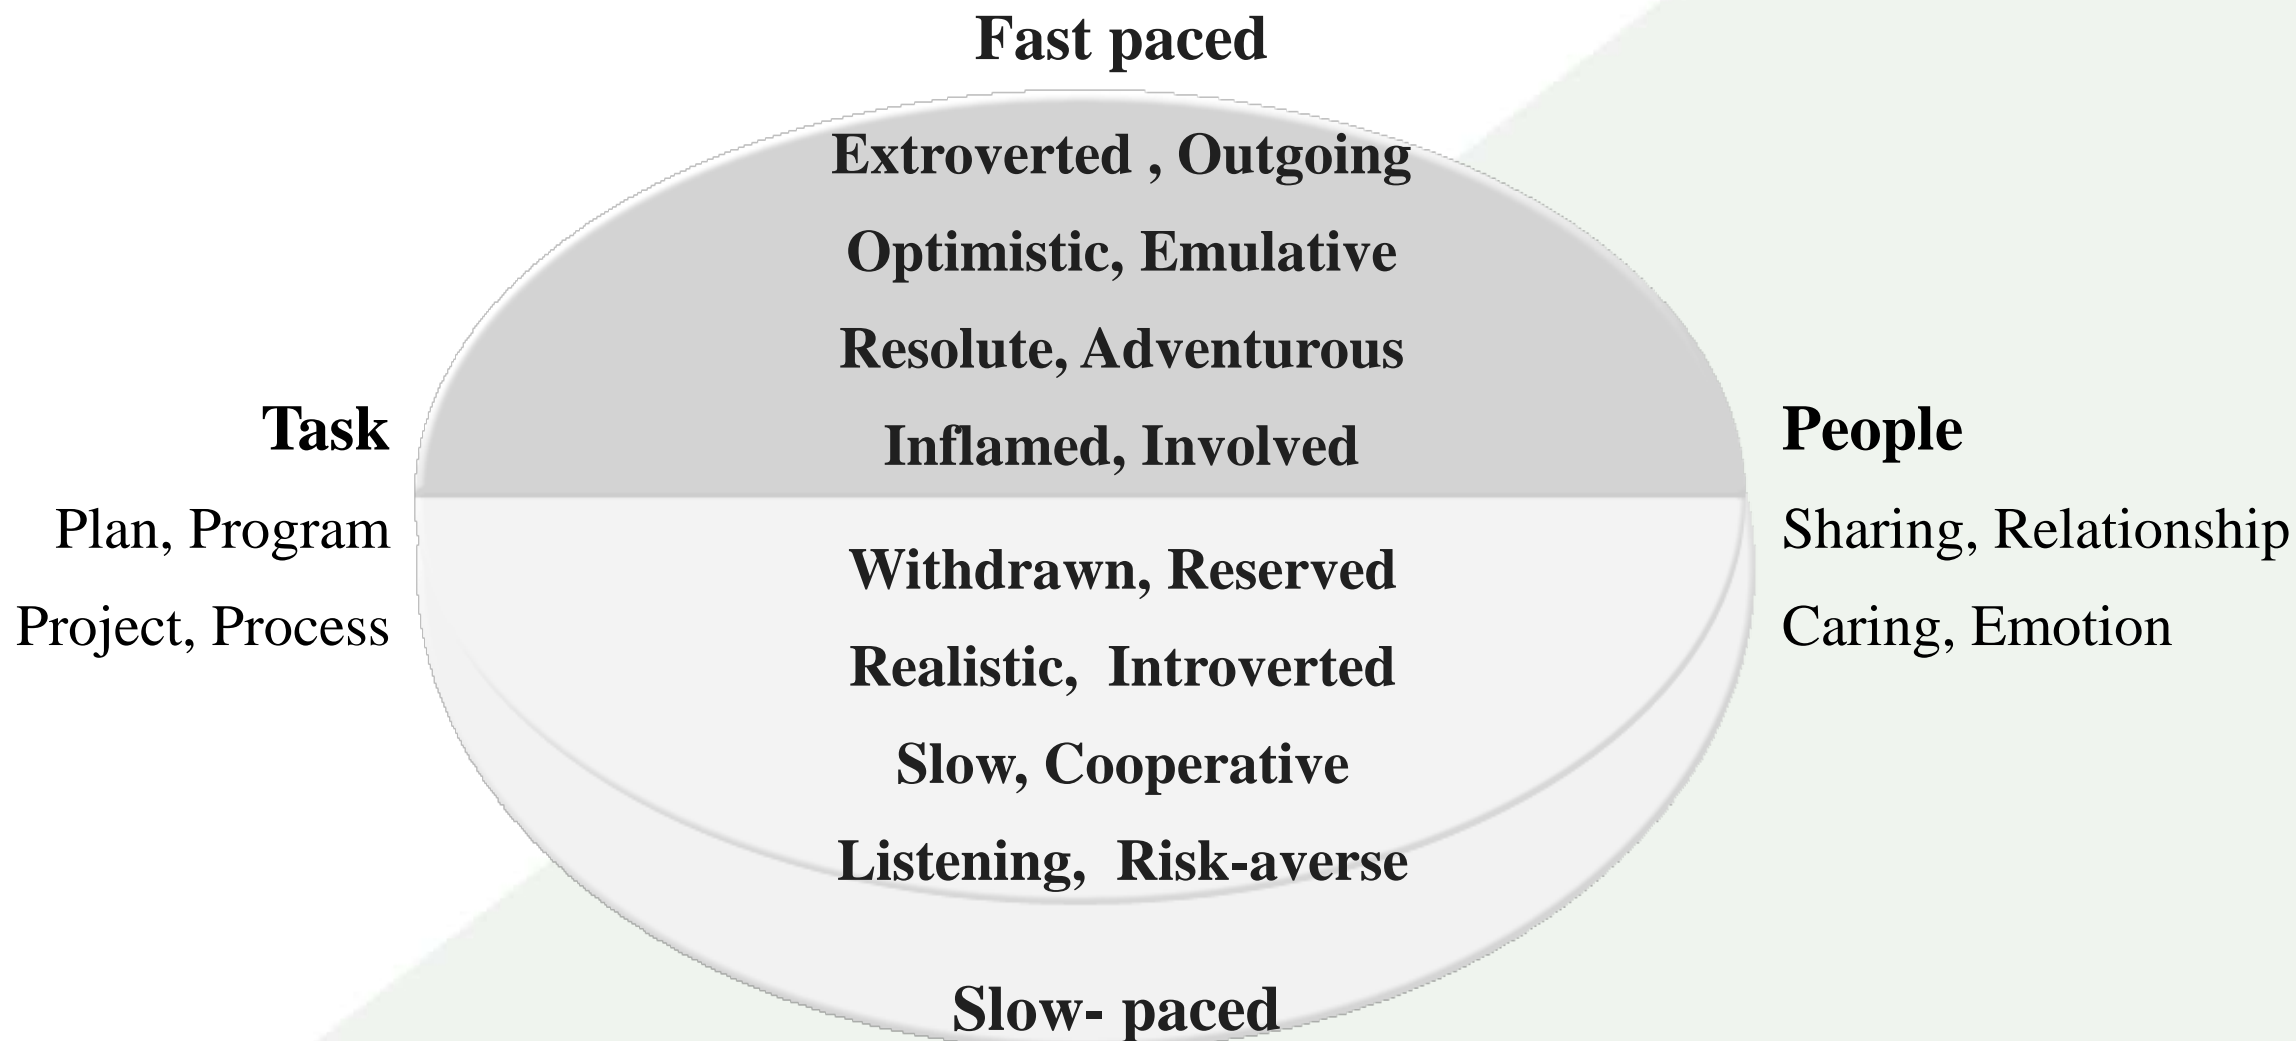 Fast paced
Extroverted , Outgoing
Optimistic, Emulative
Resolute, Adventurous
Inflamed, Involved
Task
Plan, Program
Project, Process
People
Sharing, Relationship
Caring, Emotion
Withdrawn, Reserved
Realistic, Introverted
Slow, Cooperative
Listening, Risk-averse
Slow- paced